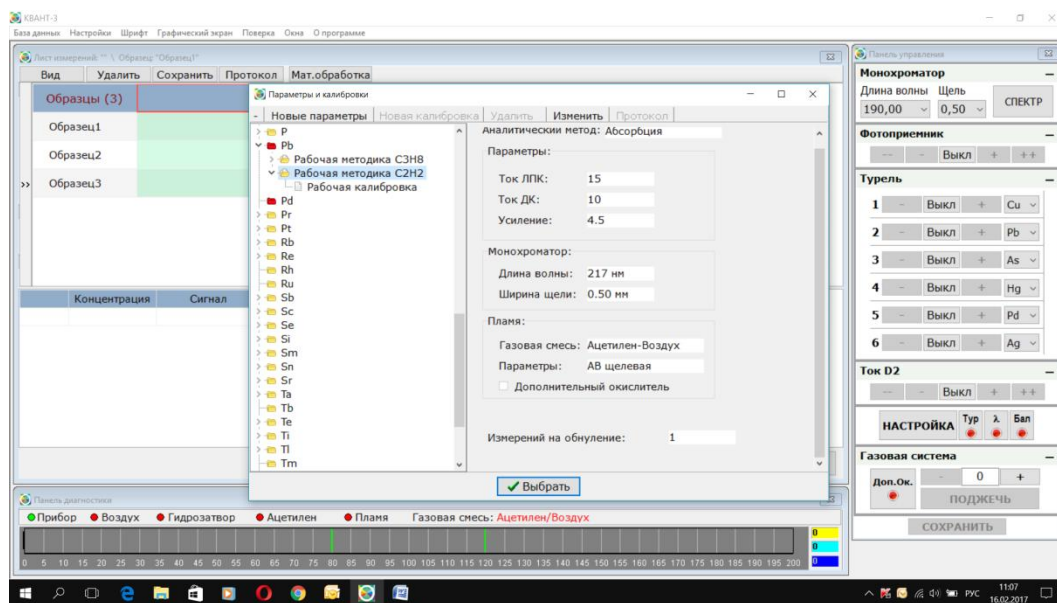 КВАНТ-3
База данных Настройки Шрифт Графический экран Поверка Окна О программе
Лист измерений: "" \ Образец "Образец1"
Вид Удалить Сохранить Протокол Мат.обработка
Образцы (3)
Образец1
Образец2
>> Образец3
Концентрация Сигнал
Параметры и калибровки
- Новые параметры Новая калибровка Удалить Изменить Протокол
P
Pb
Рабочая методика C3H8
Рабочая методика C2H2
Рабочая калибровка
Pd
Pr
Pt
Rb
Re
Rh
Ru
Sb
Sc
Se
Si
Sm
Sn
Sr
Ta
Tb
Te
Ti
Tl
Tm
Аналитический метод: Абсорбция
Параметры:
Ток ЛПК: 15
Ток ДК: 10
Усиление: 4.5
Монохроматор:
Длина волны: 217 нм
Ширина щели: 0.50 мм
Пламя:
Газовая смесь: Ацетилен-Воздух
Параметры: АВ щелевая
Дополнительный окислитель
Измерений на обнуление: 1
Выбрать
Панель управления
Монохроматор –
Длина волны Щель
190,00 0,50 СПЕКТР
Фотоприемник –
-- - Выкл + ++
Турель –
1 - Выкл + Cu
2 - Выкл + Pb
3 - Выкл + As
4 - Выкл + Hg
5 - Выкл + Pd
6 - Выкл + Ag
Ток D2 –
-- - Выкл + ++
НАСТРОЙКА Тур λ Бал
Газовая система –
Доп.Ок. - 0 +
ПОДЖЕЧЬ
СОХРАНИТЬ
Панель диагностики
Прибор Воздух Гидрозатвор Ацетилен Пламя Газовая смесь: Ацетилен/Воздух
0
0
0
0 5 10 15 20 25 30 35 40 45 50 55 60 65 70 75 80 85 90 95 100 105 110 115 120 125 130 135 140 145 150 155 160 165 170 175 180 185 190 195 200
РУС 11:07
16.02.2017